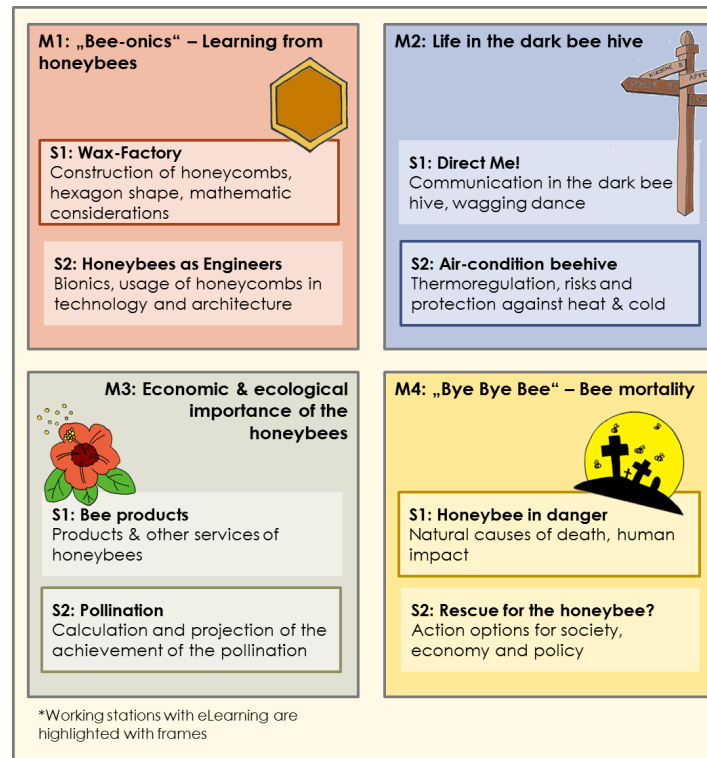 M1: „Bee-onics“ – Learning from
honeybees
S1: Wax-Factory
Construction of honeycombs,
hexagon shape, mathematic
considerations
S2: Honeybees as Engineers
Bionics, usage of honeycombs in
technology and architecture
M2: Life in the dark bee hive
KIRSCHE &
APFE
S1: Direct Me!
Communication in the dark bee
hive, wagging dance
S2: Air-condition beehive
Thermoregulation, risks and
protection against heat & cold
M3: Economic & ecological
importance of the
honeybees
S1: Bee products
Products & other services of
honeybees
S2: Pollination
Calculation and projection of the
achievement of the pollination
M4: „Bye Bye Bee“ – Bee mortality
S1: Honeybee in danger
Natural causes of death, human
impact
S2: Rescue for the honeybee?
Action options for society,
economy and policy
*Working stations with eLearning are
highlighted with frames